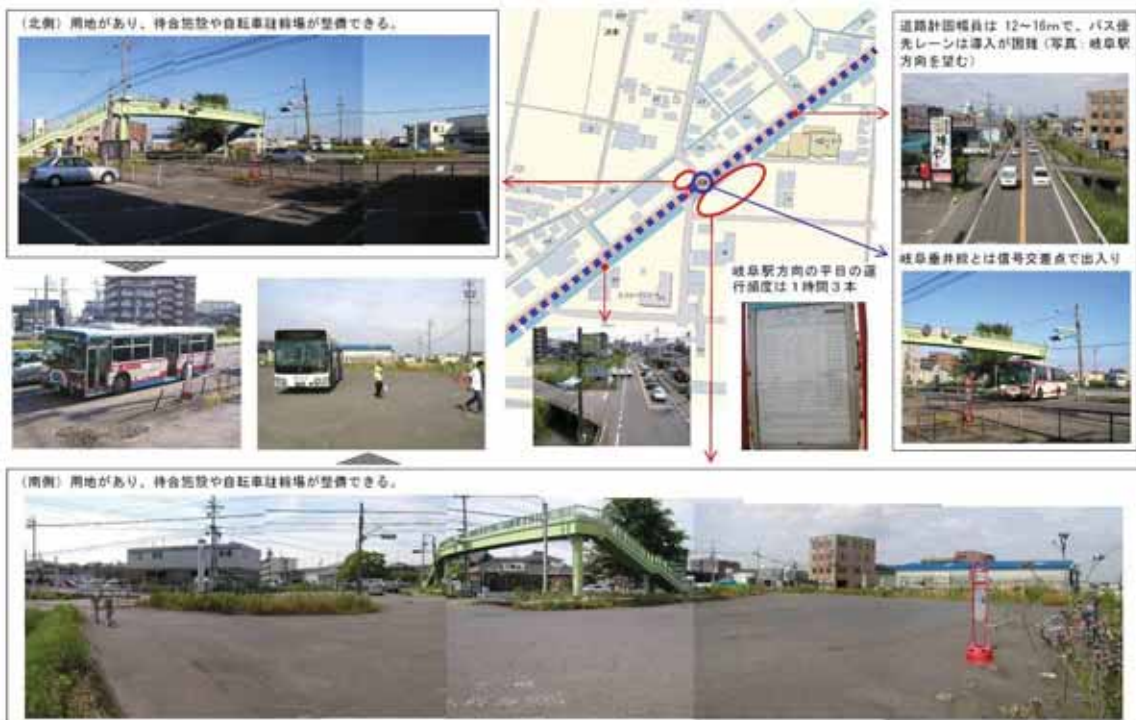 （北側）用地があり、待合施設や自転車駐輪場が整備できる。
道路計画幅員は 12～16mで、バス優
先レーンは導入が困難（写真：岐阜駅
方向を望む）
岐阜駅方向の平日の運
行頻度は1時間3本
岐阜垂井線とは信号交差点で出入り
（南側）用地があり、待合施設や自転車駐輪場が整備できる。